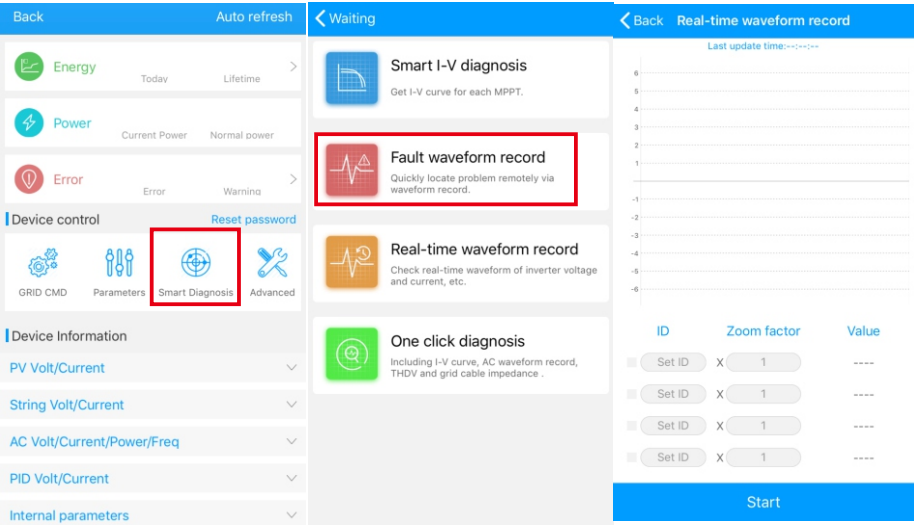 Back Auto refresh
Energy
Today Lifetime
Power
Current Power Normal power
Error
Error Warning
Device control Reset password
GRID CMD Parameters Smart Diagnosis Advanced
Device Information
PV Volt/Current
String Volt/Current
AC Volt/Current/Power/Freq
PID Volt/Current
Internal parameters
Waiting
Smart I-V diagnosis
Get I-V curve for each MPPT.
Fault waveform record
Quickly locate problem remotely via
waveform record.
Real-time waveform record
Check real-time waveform of inverter voltage
and current, etc.
One click diagnosis
Including I-V curve, AC waveform record,
THDV and grid cable impedance .
Back Real-time waveform record
Last update time:--:--:--
6
5
4
3
2
1
-1
-2
-3
-4
-5
-6
ID Zoom factor Value
Set ID X 1 ----
Set ID X 1 ----
Set ID X 1 ----
Set ID X 1 ----
Start